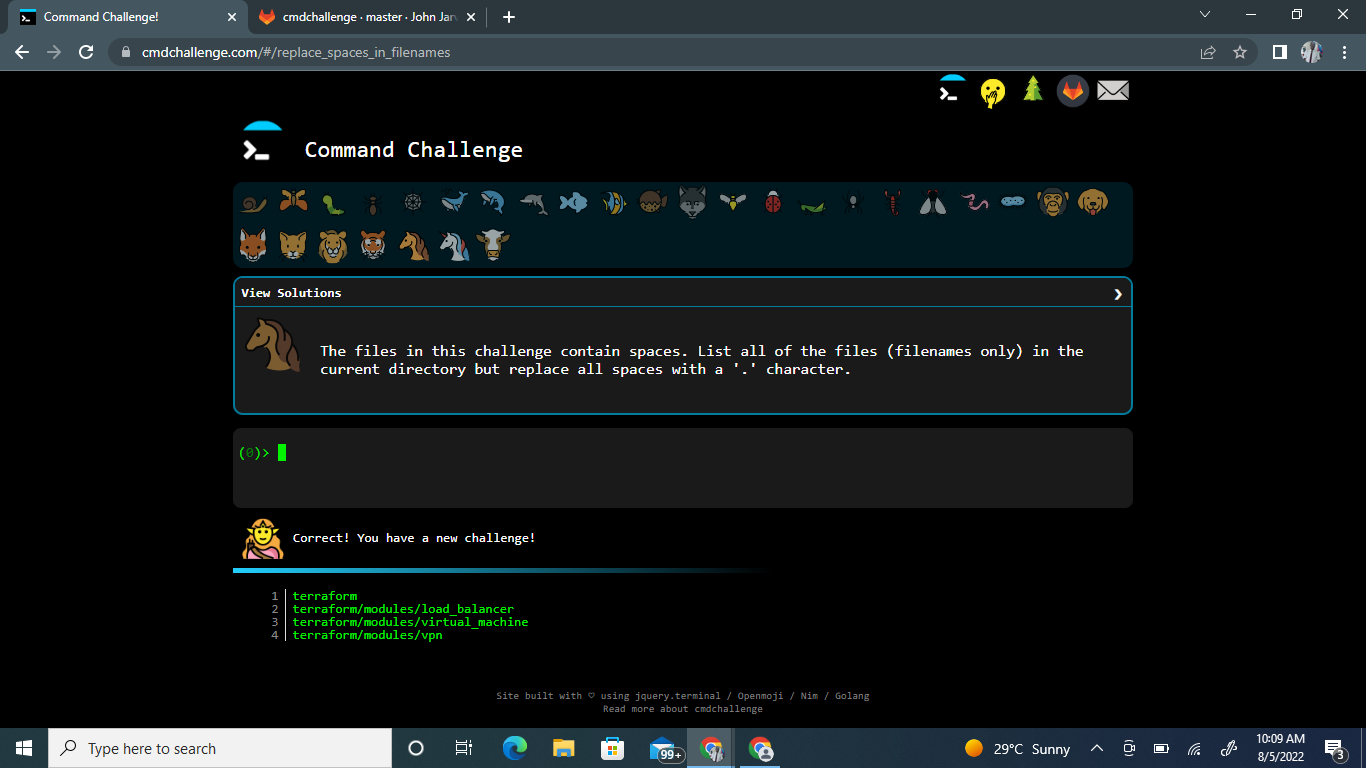 Command Challenge!
cmdchallenge · master · John Jar
cmdchallenge.com/#/replace_spaces_in_filenames
Command Challenge
View Solutions
The files in this challenge contain spaces. List all of the files (filenames only) in the
current directory but replace all spaces with a '.' character.
(0)>
Correct! You have a new challenge!
1 terraform
2 terraform/modules/load_balancer
3 terraform/modules/virtual_machine
4 terraform/modules/vpn
Site built with ♡ using jquery.terminal / Openmoji / Nim / Golang
Read more about cmdchallenge
Type here to search
99+
29°C Sunny
10:09 AM
8/5/2022
3